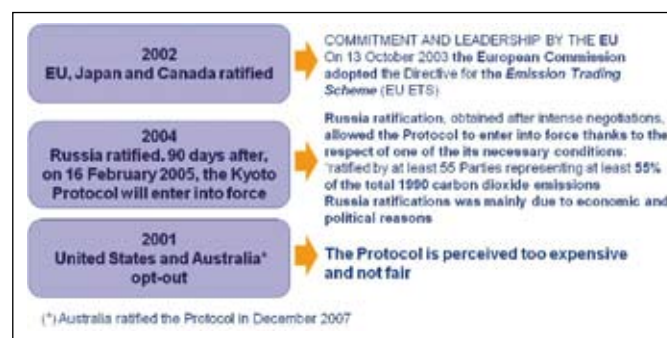 2002
EU, Japan and Canada ratified
COMMITMENT AND LEADERSHIP BY THE EU
On 13 October 2003 the European Commission
adopted the Directive for the Emission Trading
Scheme (EU ETS)
2004
Russia ratified. 90 days after,
on 16 February 2005, the Kyoto
Protocol will enter into force
Russia ratification, obtained after intense negotiations,
allowed the Protocol to enter into force thanks to the
respect of one of the its necessary conditions:
"ratified by at least 55 Parties representing at least 55%
of the total 1990 carbon dioxide emissions
Russia ratifications was mainly due to economic and
political reasons
2001
United States and Australia*
opt-out
The Protocol is perceived too expensive
and not fair
(*) Australia ratified the Protocol in December 2007